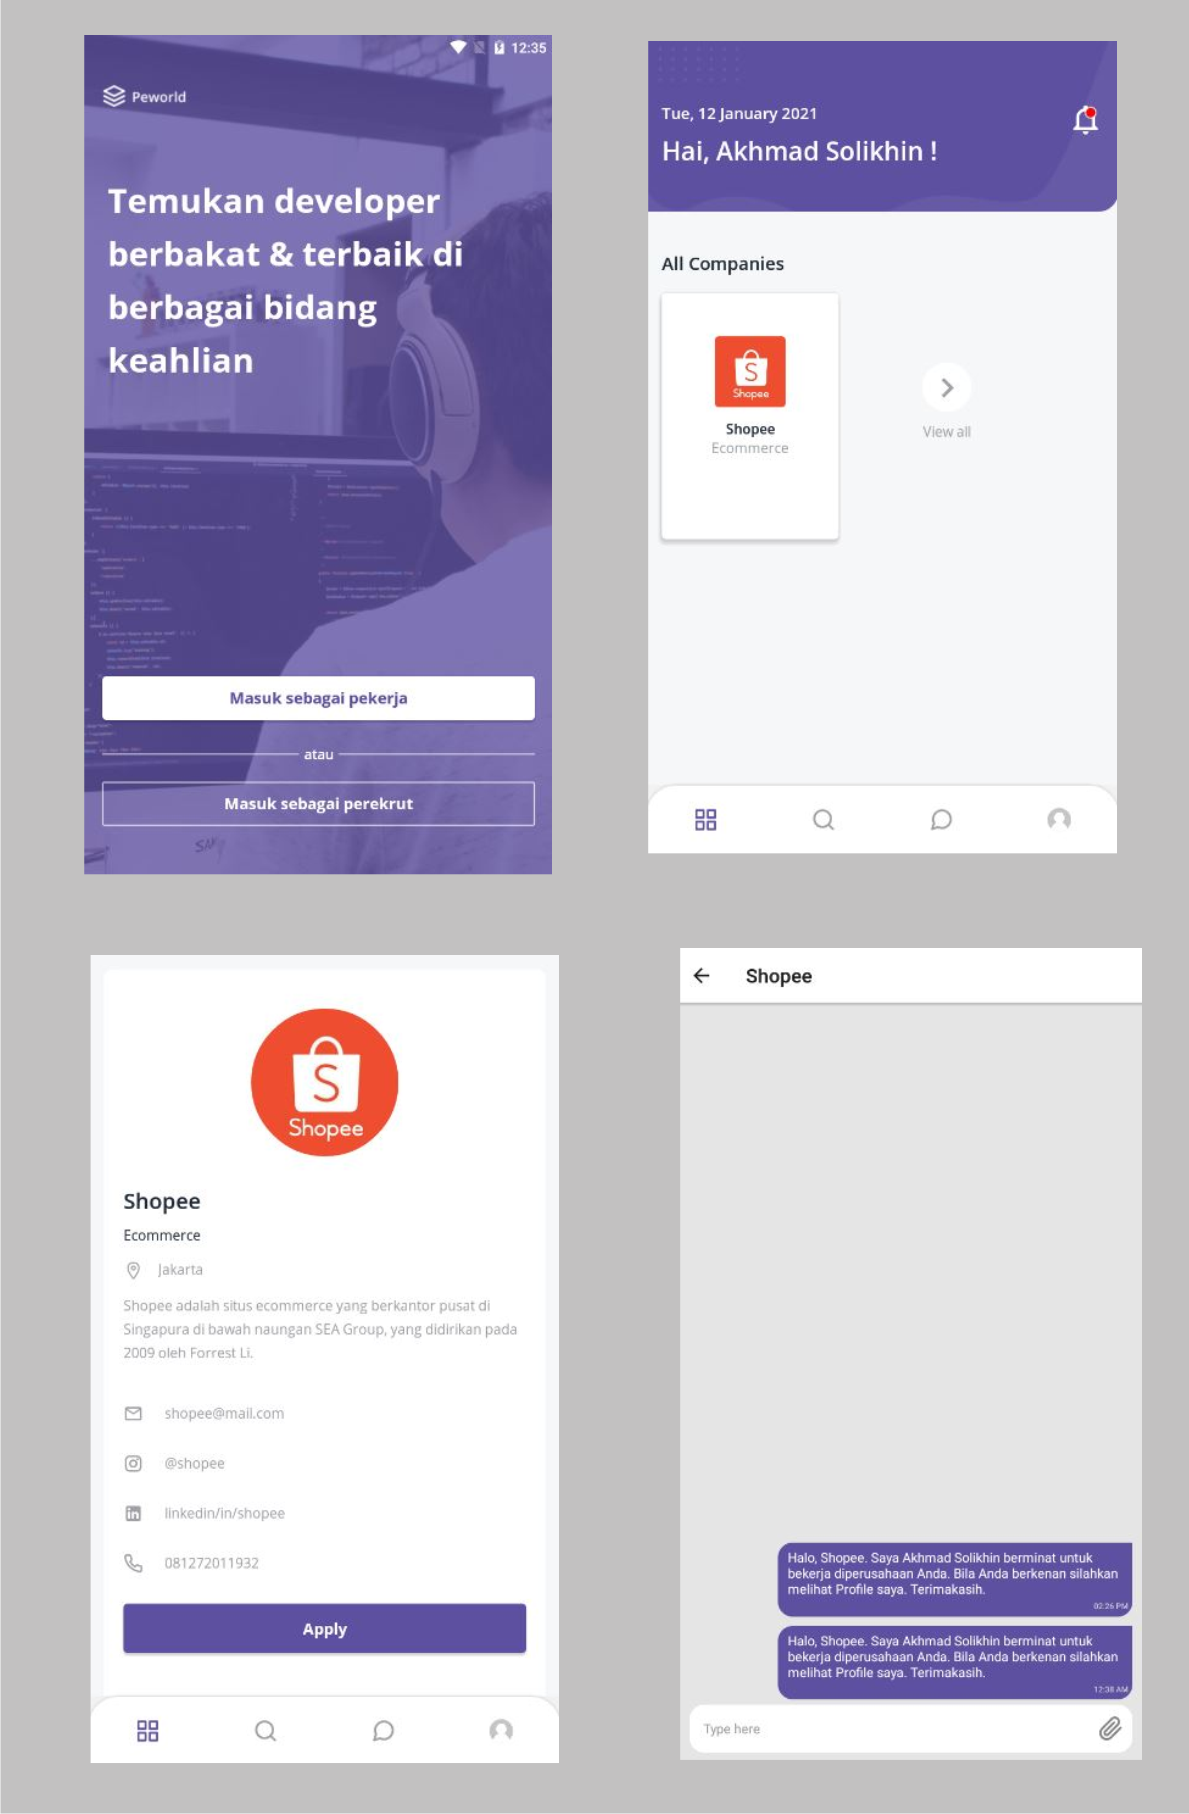 12:35
Peworld
Temukan developer
berbakat & terbaik di
berbagai bidang
keahlian
Masuk sebagai pekerja
atau
Masuk sebagai perekrut
Tue, 12 January 2021
Hai, Akhmad Solikhin !
All Companies
S
Shopee
Shopee
Ecommerce
View all
S
Shopee
Shopee
Ecommerce
Jakarta
Shopee adalah situs ecommerce yang berkantor pusat di
Singapura di bawah naungan SEA Group, yang didirikan pada
2009 oleh Forrest Li.
shopee@mail.com
@shopee
linkedin/in/shopee
081272011932
Apply
Shopee
Halo, Shopee. Saya Akhmad Solikhin berminat untuk
bekerja diperusahaan Anda. Bila Anda berkenan silahkan
melihat Profile saya. Terimakasih.
02:26 PM
Halo, Shopee. Saya Akhmad Solikhin berminat untuk
bekerja diperusahaan Anda. Bila Anda berkenan silahkan
melihat Profile saya. Terimakasih.
12:38 AM
Type here